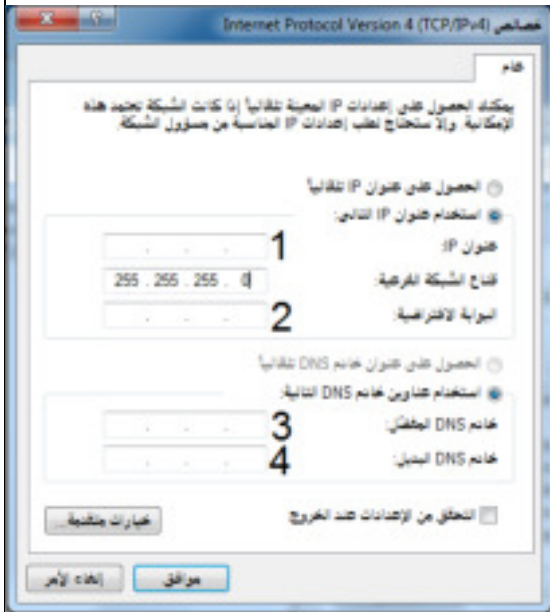 خصائص Internet Protocol Version 4 (TCP/IPv4)
عام
يمكنك الحصول على إعدادات IP المعينة تلقائياً إذا كانت الشبكة تعتمد هذه
الإمكانية. وإلا ستحتاج لطلب إعدادات IP المناسبة من مسؤول الشبكة.
الحصول على عنوان IP تلقائياً
استخدام عنوان IP التالي:
عنوان IP: 1
قناع الشبكة الفرعية: 255 . 255 . 255 . 0
البوابة الافتراضية: 2
الحصول على عنوان خادم DNS تلقائياً
استخدام عناوين خادم DNS التالية:
خادم DNS المفضّل: 3
خادم DNS البديل: 4
التحقق من الإعدادات عند الخروج
خيارات متقدمة...
موافق
إلغاء الأمر